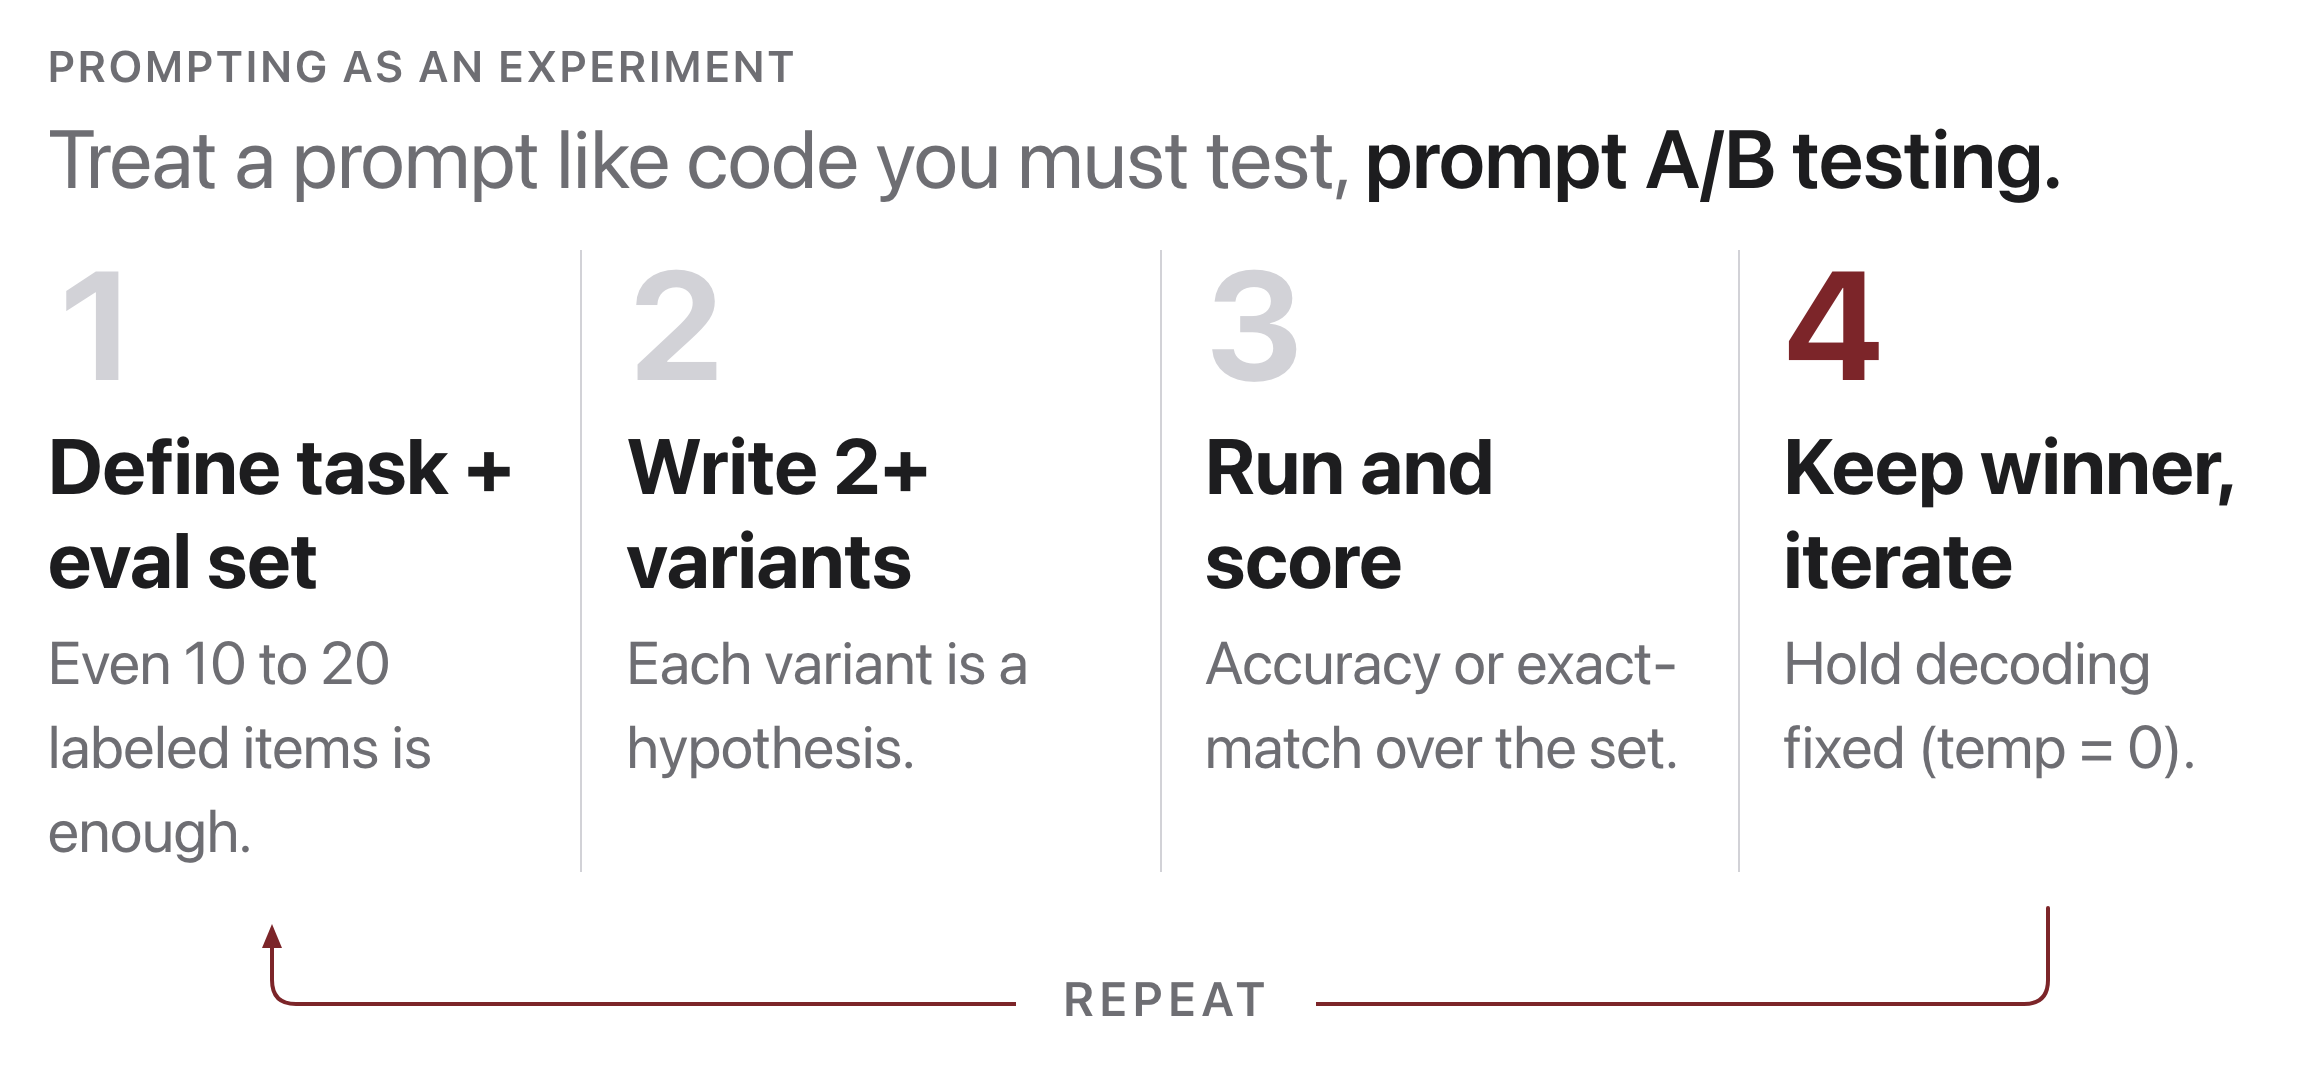 PROMPTING AS AN EXPERIMENT
Treat a prompt like code you must test, prompt A/B testing.
1
Define task +
eval set
Even 10 to 20
labeled items is
enough.
2
Write 2+
variants
Each variant is a
hypothesis.
3
Run and
score
Accuracy or exact-
match over the set.
4
Keep winner,
iterate
Hold decoding
fixed (temp = 0).
REPEAT